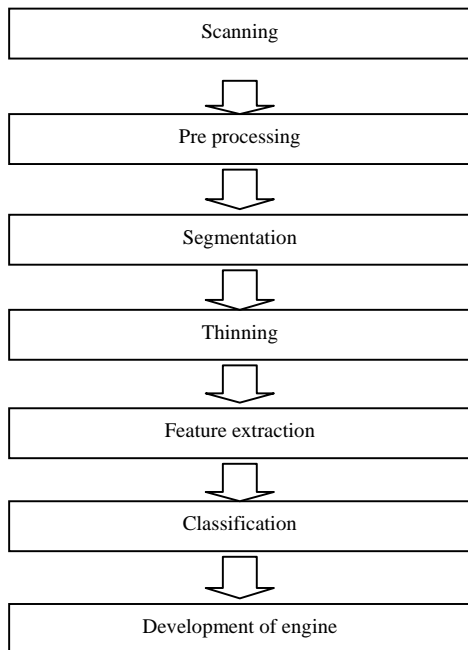 Scanning
Pre processing
Segmentation
Thinning
Feature extraction
Classification
Development of engine